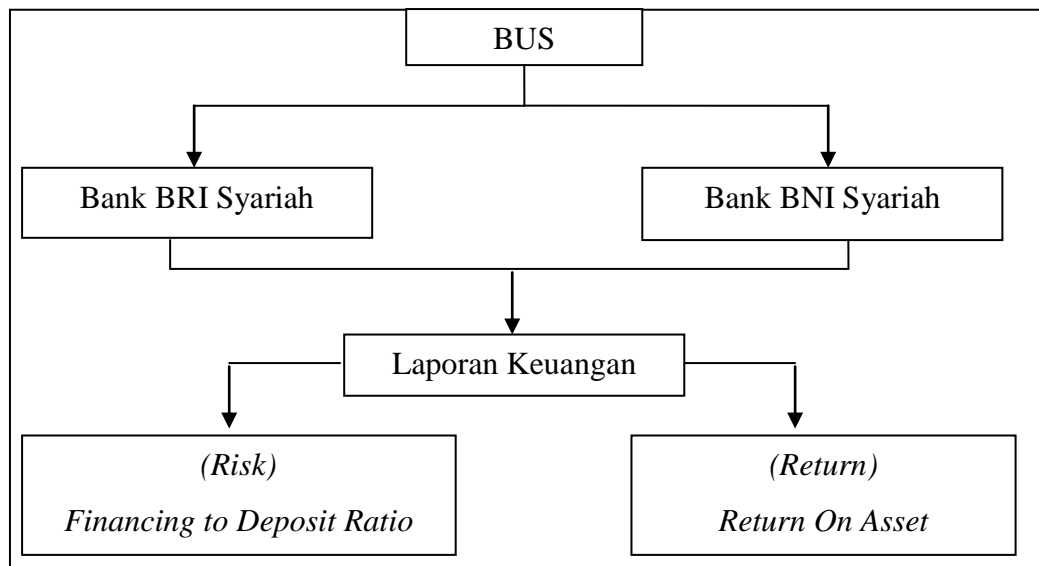 BUS
Bank BRI Syariah
Bank BNI Syariah
Laporan Keuangan
(Risk)
Financing to Deposit Ratio
(Return)
Return On Asset